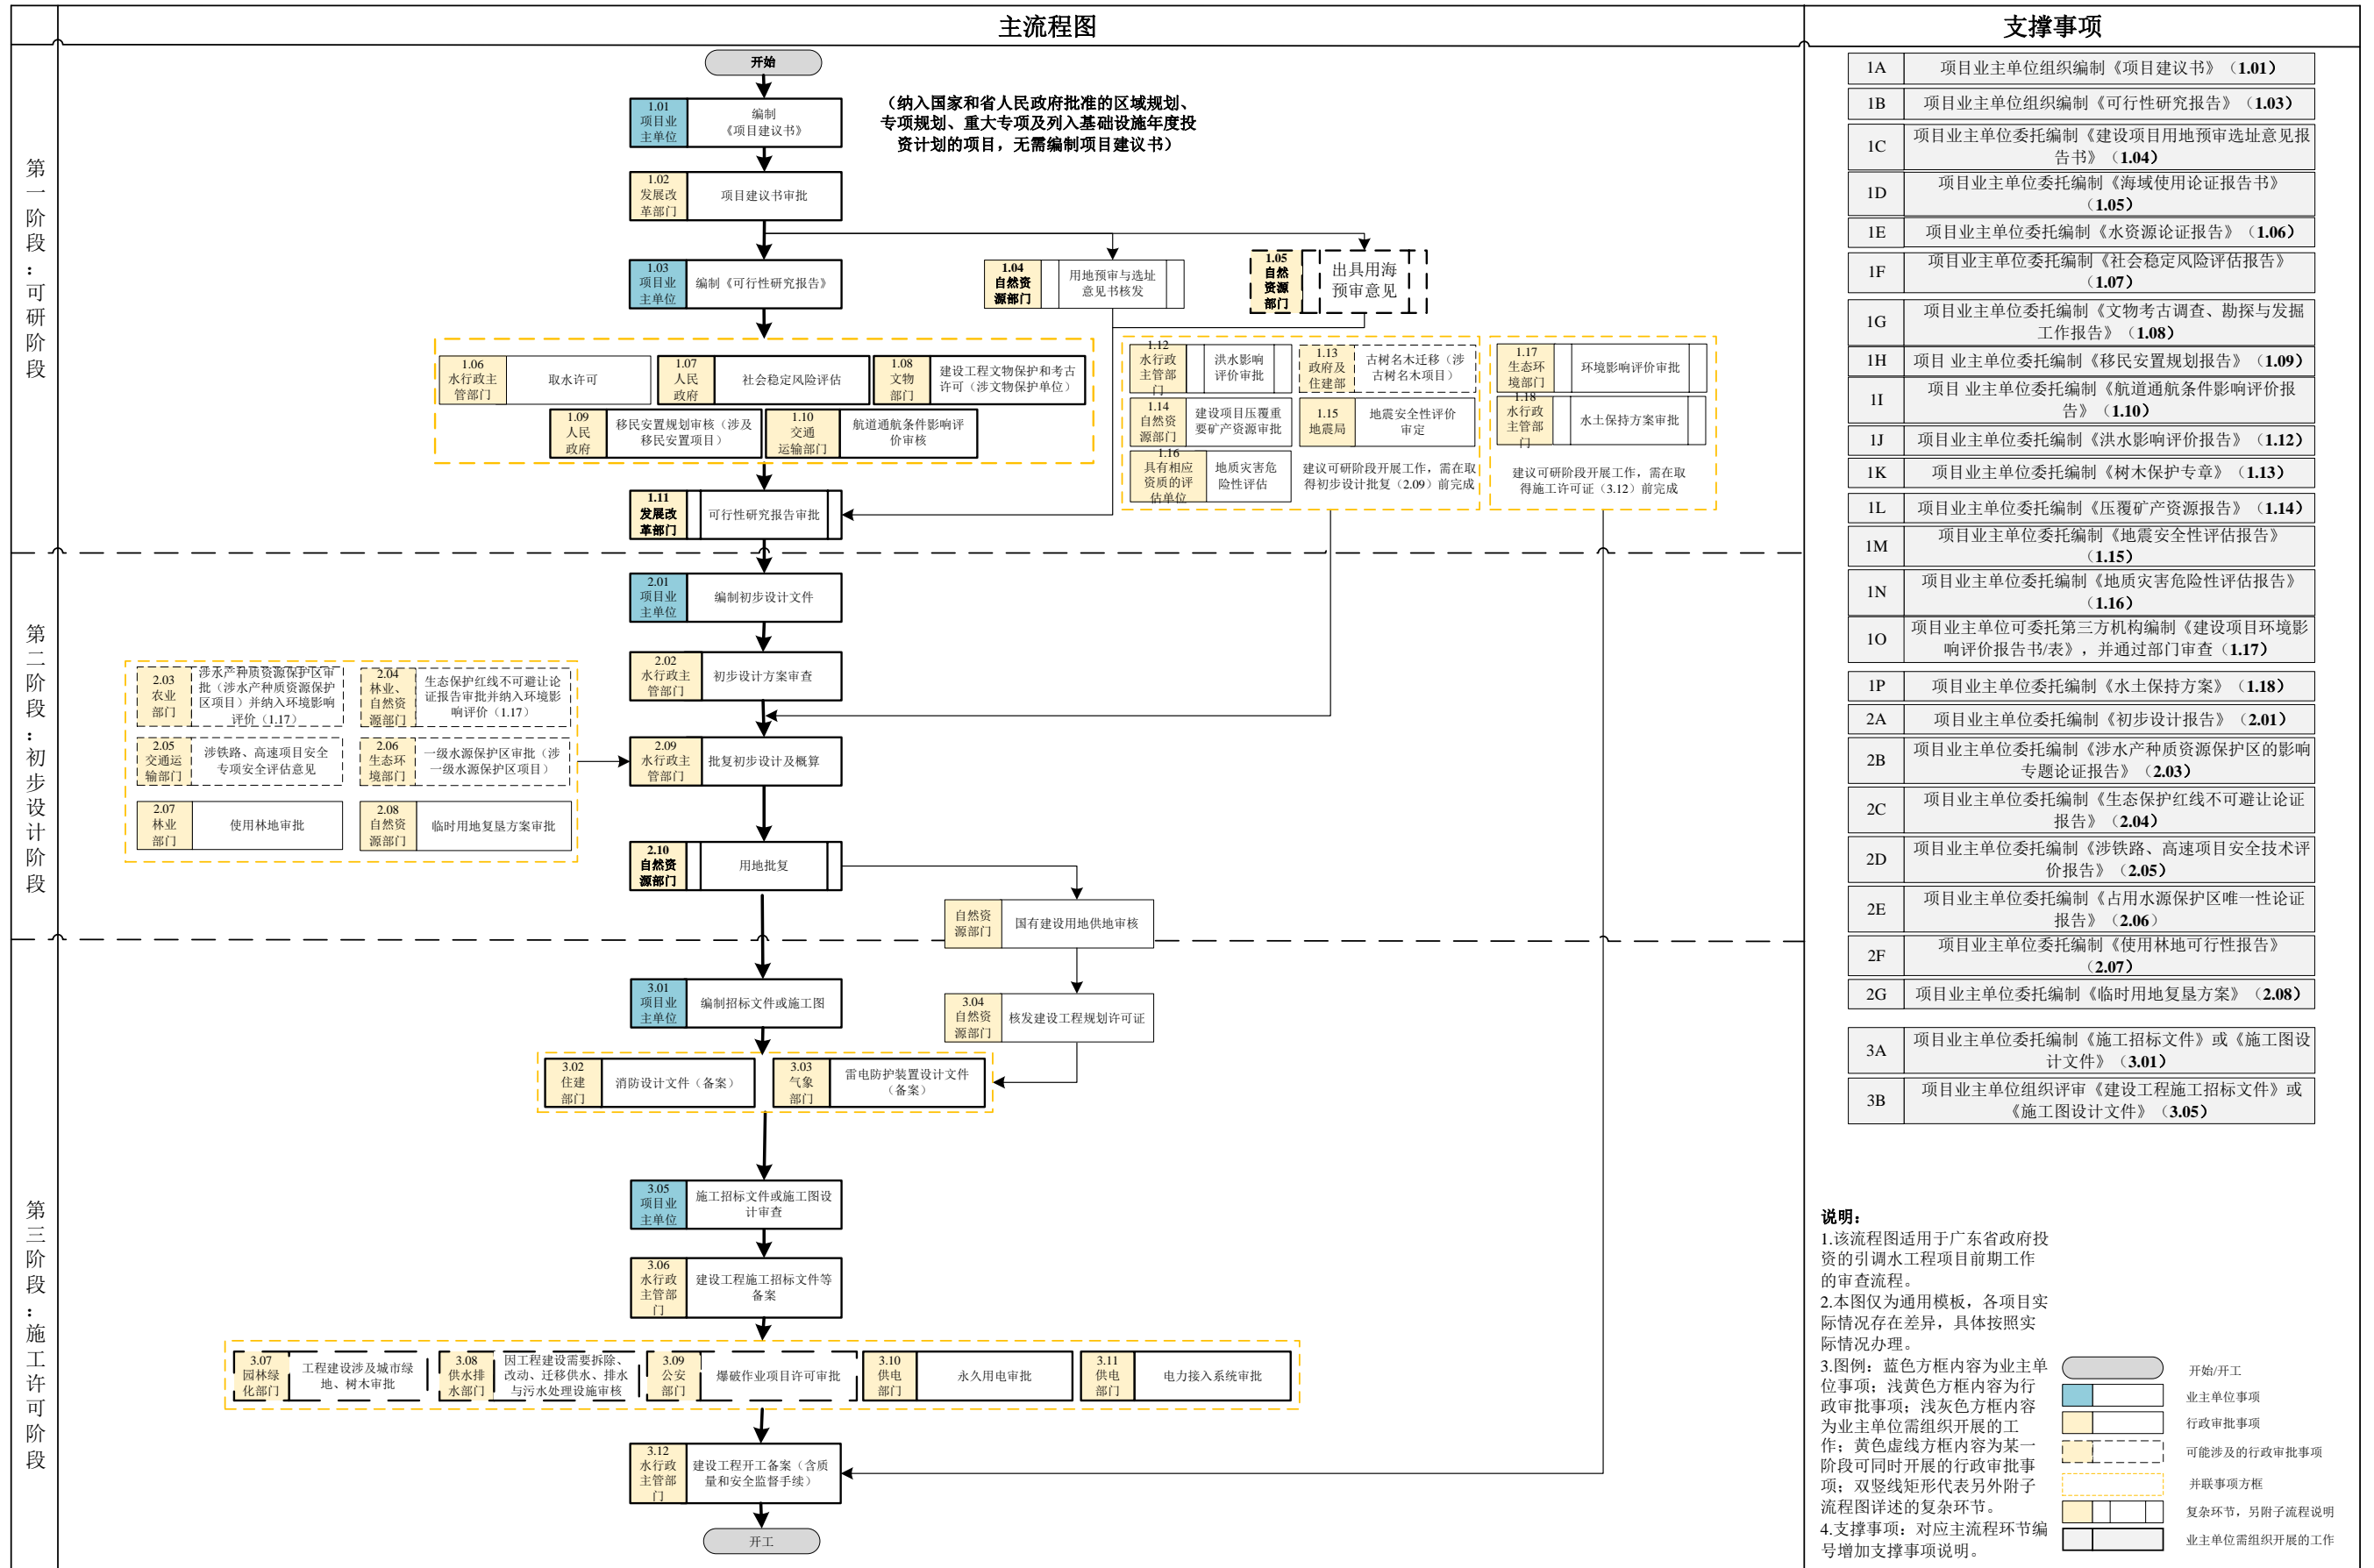 主流程图
支撑事项
第一阶段：可研阶段
开始
1.01
项目业
主单位
编制
《项目建议书》
（纳入国家和省人民政府批准的区域规划、
专项规划、重大专项及列入基础设施年度投
资计划的项目，无需编制项目建议书）
1.02
发展改
革部门
项目建议书审批
1.03
项目业
主单位
编制《可行性研究报告》
1.04
自然资
源部门
用地预审与选址
意见书核发
1.05
自然
资源
部门
出具用海
预审意见
1.06
水行政主
管部门
取水许可
1.07
人民
政府
社会稳定风险评估
1.08
文物
部门
建设工程文物保护和考古
许可（涉文物保护单位）
1.09
人民
政府
移民安置规划审核（涉及
移民安置项目）
1.10
交通
运输部门
航道通航条件影响评
价审核
1.11
发展改
革部门
可行性研究报告审批
1.12
水行政
主管部
门
洪水影响
评价审批
1.13
政府及
住建部
古树名木迁移（涉
古树名木项目）
1.14
自然资
源部门
建设项目压覆重
要矿产资源审批
1.15
地震局
地震安全性评价
审定
1.16
具有相应
资质的评
估单位
地质灾害危
险性评估
建议可研阶段开展工作，需在取
得初步设计批复（2.09）前完成
1.17
生态环
境部门
环境影响评价审批
1.18
水行政
主管部
门
水土保持方案审批
建议可研阶段开展工作，需在取
得施工许可证（3.12）前完成
第二阶段：初步设计阶段
2.01
项目业
主单位
编制初步设计文件
2.02
水行政主
管部门
初步设计方案审查
2.03
农业
部门
涉水产种质资源保护区审
批（涉水产种质资源保护
区项目）并纳入环境影响
评价（1.17）
2.04
林业、
自然资
源部门
生态保护红线不可避让论
证报告审批并纳入环境影
响评价（1.17）
2.05
交通运
输部门
涉铁路、高速项目安全
专项安全评估意见
2.06
生态环
境部门
一级水源保护区审批（涉
一级水源保护区项目）
2.07
林业
部门
使用林地审批
2.08
自然资
源部门
临时用地复垦方案审批
2.09
水行政主
管部门
批复初步设计及概算
2.10
自然资
源部门
用地批复
自然资
源部门
国有建设用地供地审核
第三阶段：施工许可阶段
3.01
项目业
主单位
编制招标文件或施工图
3.04
自然资
源部门
核发建设工程规划许可证
3.02
住建
部门
消防设计文件（备案）
3.03
气象
部门
雷电防护装置设计文件
（备案）
3.05
项目业
主单位
施工招标文件或施工图设
计审查
3.06
水行政
主管部
门
建设工程施工招标文件等
备案
3.07
园林绿
化部门
工程建设涉及城市绿
地、树木审批
3.08
供水排
水部门
因工程建设需要拆除、
改动、迁移供水、排水
与污水处理设施审核
3.09
公安
部门
爆破作业项目许可审批
3.10
供电
部门
永久用电审批
3.11
供电
部门
电力接入系统审批
3.12
水行政
主管部
门
建设工程开工备案（含质
量和安全监督手续）
开工
1A
项目业主单位组织编制《项目建议书》（1.01）
1B
项目业主单位组织编制《可行性研究报告》（1.03）
1C
项目业主单位委托编制《建设项目用地预审选址意见报
告书》（1.04）
1D
项目业主单位委托编制《海域使用论证报告书》
（1.05）
1E
项目业主单位委托编制《水资源论证报告》（1.06）
1F
项目业主单位委托编制《社会稳定风险评估报告》
（1.07）
1G
项目业主单位委托编制《文物考古调查、勘探与发掘
工作报告》（1.08）
1H
项目 业主单位委托编制《移民安置规划报告》（1.09）
1I
项目 业主单位委托编制《航道通航条件影响评价报
告》（1.10）
1J
项目业主单位委托编制《洪水影响评价报告》（1.12）
1K
项目业主单位委托编制《树木保护专章》（1.13）
1L
项目业主单位委托编制《压覆矿产资源报告》（1.14）
1M
项目业主单位委托编制《地震安全性评估报告》
（1.15）
1N
项目业主单位委托编制《地质灾害危险性评估报告》
（1.16）
1O
项目业主单位可委托第三方机构编制《建设项目环境影
响评价报告书/表》，并通过部门审查（1.17）
1P
项目业主单位委托编制《水土保持方案》（1.18）
2A
项目业主单位委托编制《初步设计报告》（2.01）
2B
项目业主单位委托编制《涉水产种质资源保护区的影响
专题论证报告》（2.03）
2C
项目业主单位委托编制《生态保护红线不可避让论证
报告》（2.04）
2D
项目业主单位委托编制《涉铁路、高速项目安全技术评
价报告》（2.05）
2E
项目业主单位委托编制《占用水源保护区唯一性论证
报告》（2.06）
2F
项目业主单位委托编制《使用林地可行性报告》
（2.07）
2G
项目业主单位委托编制《临时用地复垦方案》（2.08）
3A
项目业主单位委托编制《施工招标文件》或《施工图设
计文件》（3.01）
3B
项目业主单位组织评审《建设工程施工招标文件》或
《施工图设计文件》（3.05）
说明：
1.该流程图适用于广东省政府投
资的引调水工程项目前期工作
的审查流程。
2.本图仅为通用模板，各项目实
际情况存在差异，具体按照实
际情况办理。
3.图例：蓝色方框内容为业主单
位事项；浅黄色方框内容为行
政审批事项；浅灰色方框内容
为业主单位需组织开展的工
作；黄色虚线方框内容为某一
阶段可同时开展的行政审批事
项；双竖线矩形代表另外附子
流程图详述的复杂环节。
4.支撑事项：对应主流程环节编
号增加支撑事项说明。
开始/开工
业主单位事项
行政审批事项
可能涉及的行政审批事项
并联事项方框
复杂环节，另附子流程说明
业主单位需组织开展的工作